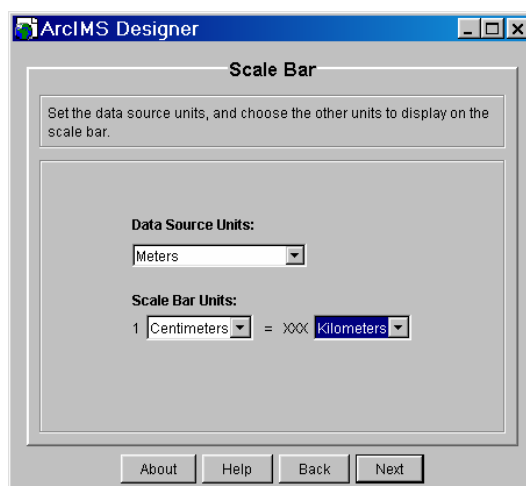 ArcIMS Designer
Scale Bar
Set the data source units, and choose the other units to display on the
scale bar.
Data Source Units:
Meters
Scale Bar Units:
1 Centimeters = XXX Kilometers
About Help Back Next